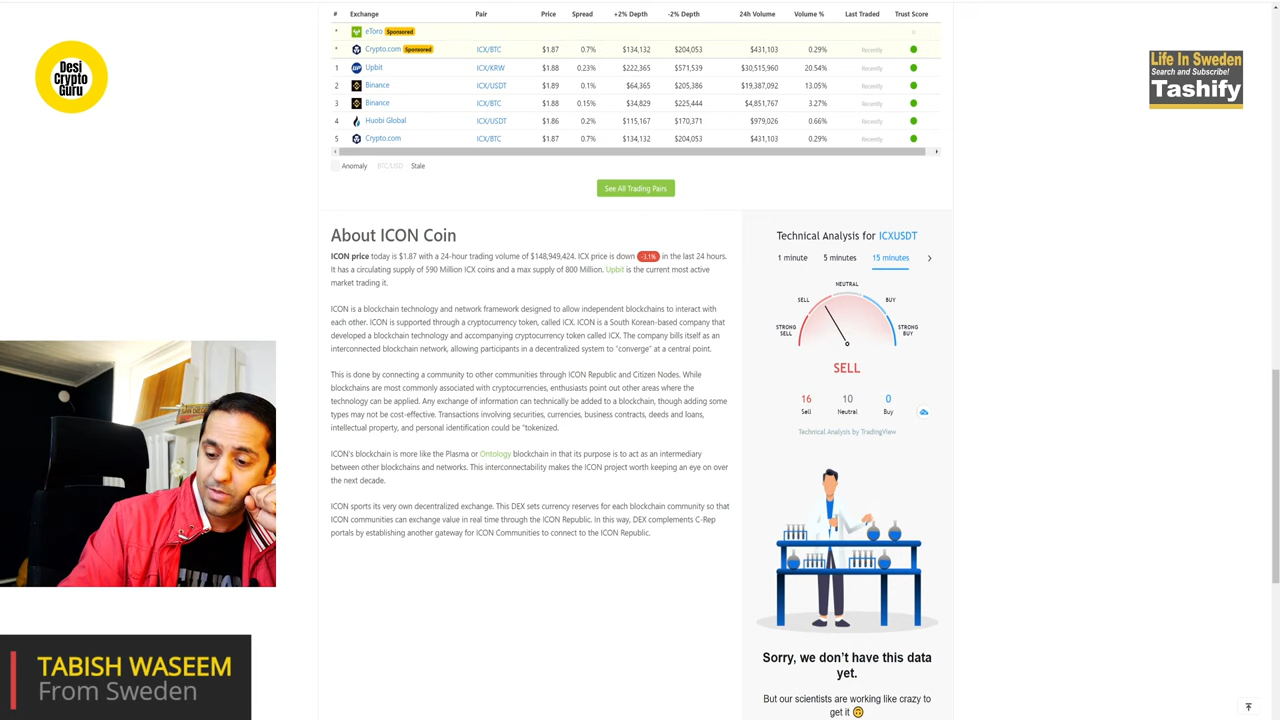 # Exchange Pair Price Spread +2% Depth -2% Depth 24h Volume Volume % Last Traded Trust Score
* eToro Sponsored
* Crypto.com Sponsored ICX/BTC $1.87 0.7% $134,132 $204,053 $431,103 0.29% Recently
1 Upbit ICX/KRW $1.88 0.23% $222,365 $571,539 $30,515,960 20.54% Recently
2 Binance ICX/USDT $1.89 0.1% $64,365 $205,386 $19,387,092 13.05% Recently
3 Binance ICX/BTC $1.88 0.15% $34,829 $225,444 $4,851,767 3.27% Recently
4 Huobi Global ICX/USDT $1.86 0.2% $115,167 $170,371 $979,026 0.66% Recently
5 Crypto.com ICX/BTC $1.87 0.7% $134,132 $204,053 $431,103 0.29% Recently
Anomaly BTC/USD Stale
See All Trading Pairs
Desi
Crypto
Guru
Life In Sweden
Search and Subscribe!
Tashify
About ICON Coin
ICON price today is $1.87 with a 24-hour trading volume of $148,949,424. ICX price is down -3.1% in the last 24 hours.
It has a circulating supply of 590 Million ICX coins and a max supply of 800 Million. Upbit is the current most active
market trading it.
ICON is a blockchain technology and network framework designed to allow independent blockchains to interact with
each other. ICON is supported through a cryptocurrency token, called ICX. ICON is a South Korean-based company that
developed a blockchain technology and accompanying cryptocurrency token called ICX. The company bills itself as an
interconnected blockchain network, allowing participants in a decentralized system to "converge" at a central point.
This is done by connecting a community to other communities through ICON Republic and Citizen Nodes. While
blockchains are most commonly associated with cryptocurrencies, enthusiasts point out other areas where the
technology can be applied. Any exchange of information can technically be added to a blockchain, though adding some
types may not be cost-effective. Transactions involving securities, currencies, business contracts, deeds and loans,
intellectual property, and personal identification could be "tokenized.
ICON's blockchain is more like the Plasma or Ontology blockchain in that its purpose is to act as an intermediary
between other blockchains and networks. This interconnectability makes the ICON project worth keeping an eye on over
the next decade.
ICON sports its very own decentralized exchange. This DEX sets currency reserves for each blockchain community so that
ICON communities can exchange value in real time through the ICON Republic. In this way, DEX complements C-Rep
portals by establishing another gateway for ICON Communities to connect to the ICON Republic.
Technical Analysis for ICXUSDT
1 minute 5 minutes 15 minutes
NEUTRAL
SELL BUY
STRONG SELL STRONG BUY
SELL
16 10 0
Sell Neutral Buy
Technical Analysis by TradingView
Sorry, we don't have this data
yet.
But our scientists are working like crazy to
get it 🙃
TABISH WASEEM
From Sweden